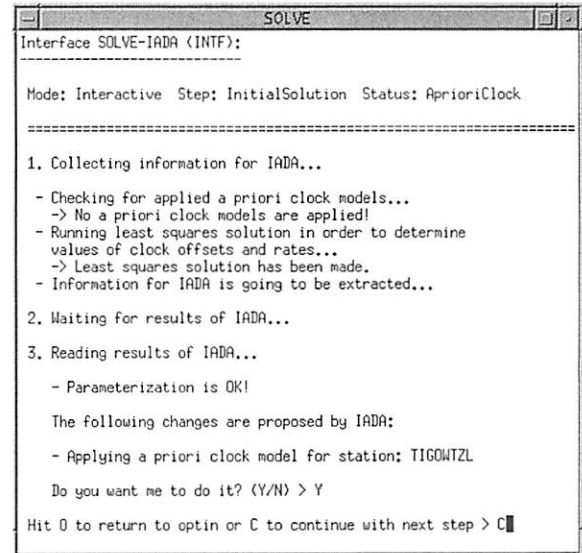 SOLVE
Interface SOLVE-IADA (INTF):
----------------------------
Mode: Interactive  Step: InitialSolution  Status: AprioriClock
======================================================================
1. Collecting information for IADA...
- Checking for applied a priori clock models...
-> No a priori clock models are applied!
- Running least squares solution in order to determine
values of clock offsets and rates...
-> Least squares solution has been made.
- Information for IADA is going to be extracted...
2. Waiting for results of IADA...
3. Reading results of IADA...
- Parameterization is OK!
The following changes are proposed by IADA:
- Applying a priori clock model for station: TIGOWTZL
Do you want me to do it? (Y/N) > Y
Hit O to return to optin or C to continue with next step > C